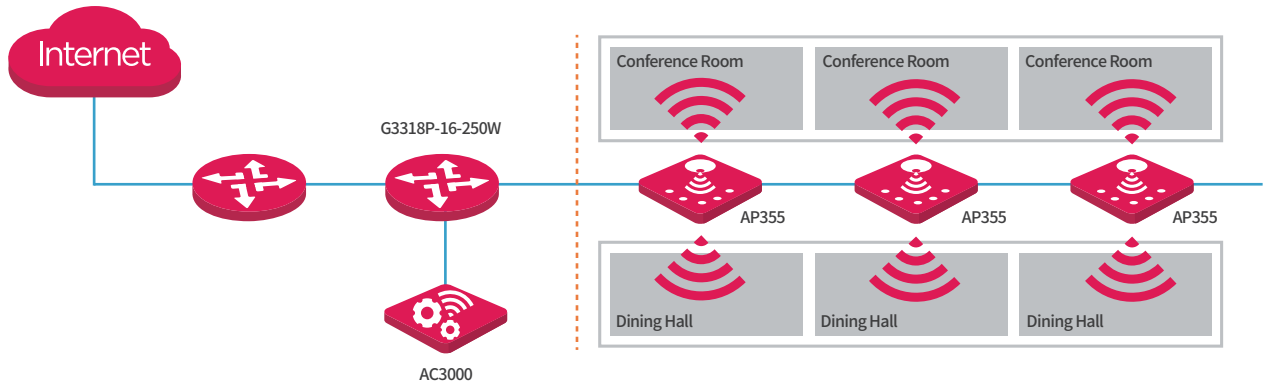 Internet
Conference Room
Conference Room
Conference Room
G3318P-16-250W
AP355
AP355
AP355
Dining Hall
Dining Hall
Dining Hall
AC3000